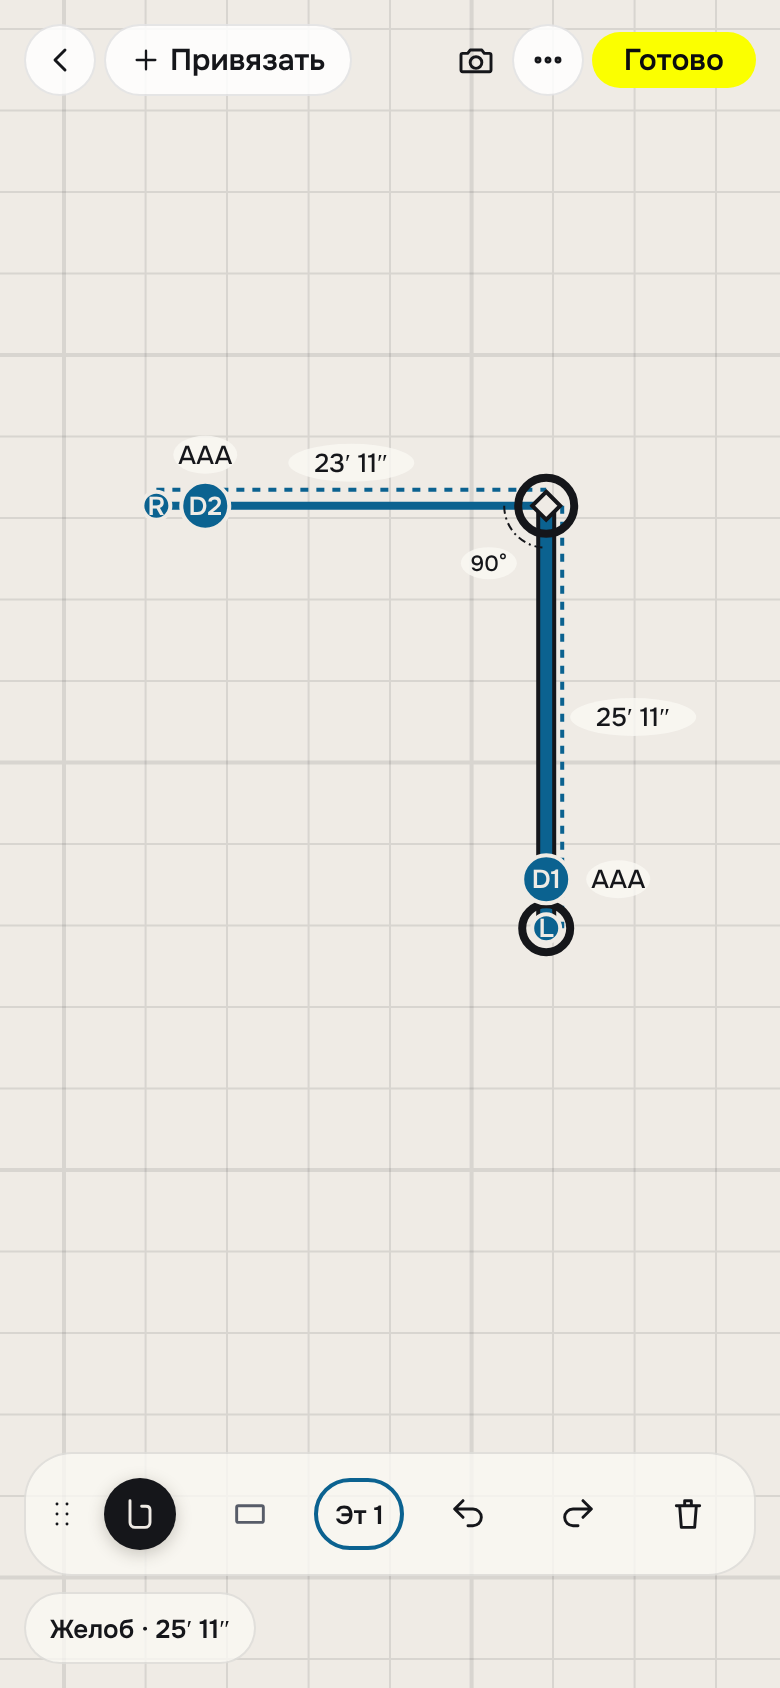 + Привязать
Готово
AAA
23′ 11″
R
D2
90°
25′ 11″
D1
AAA
L
Эт 1
Желоб · 25′ 11″